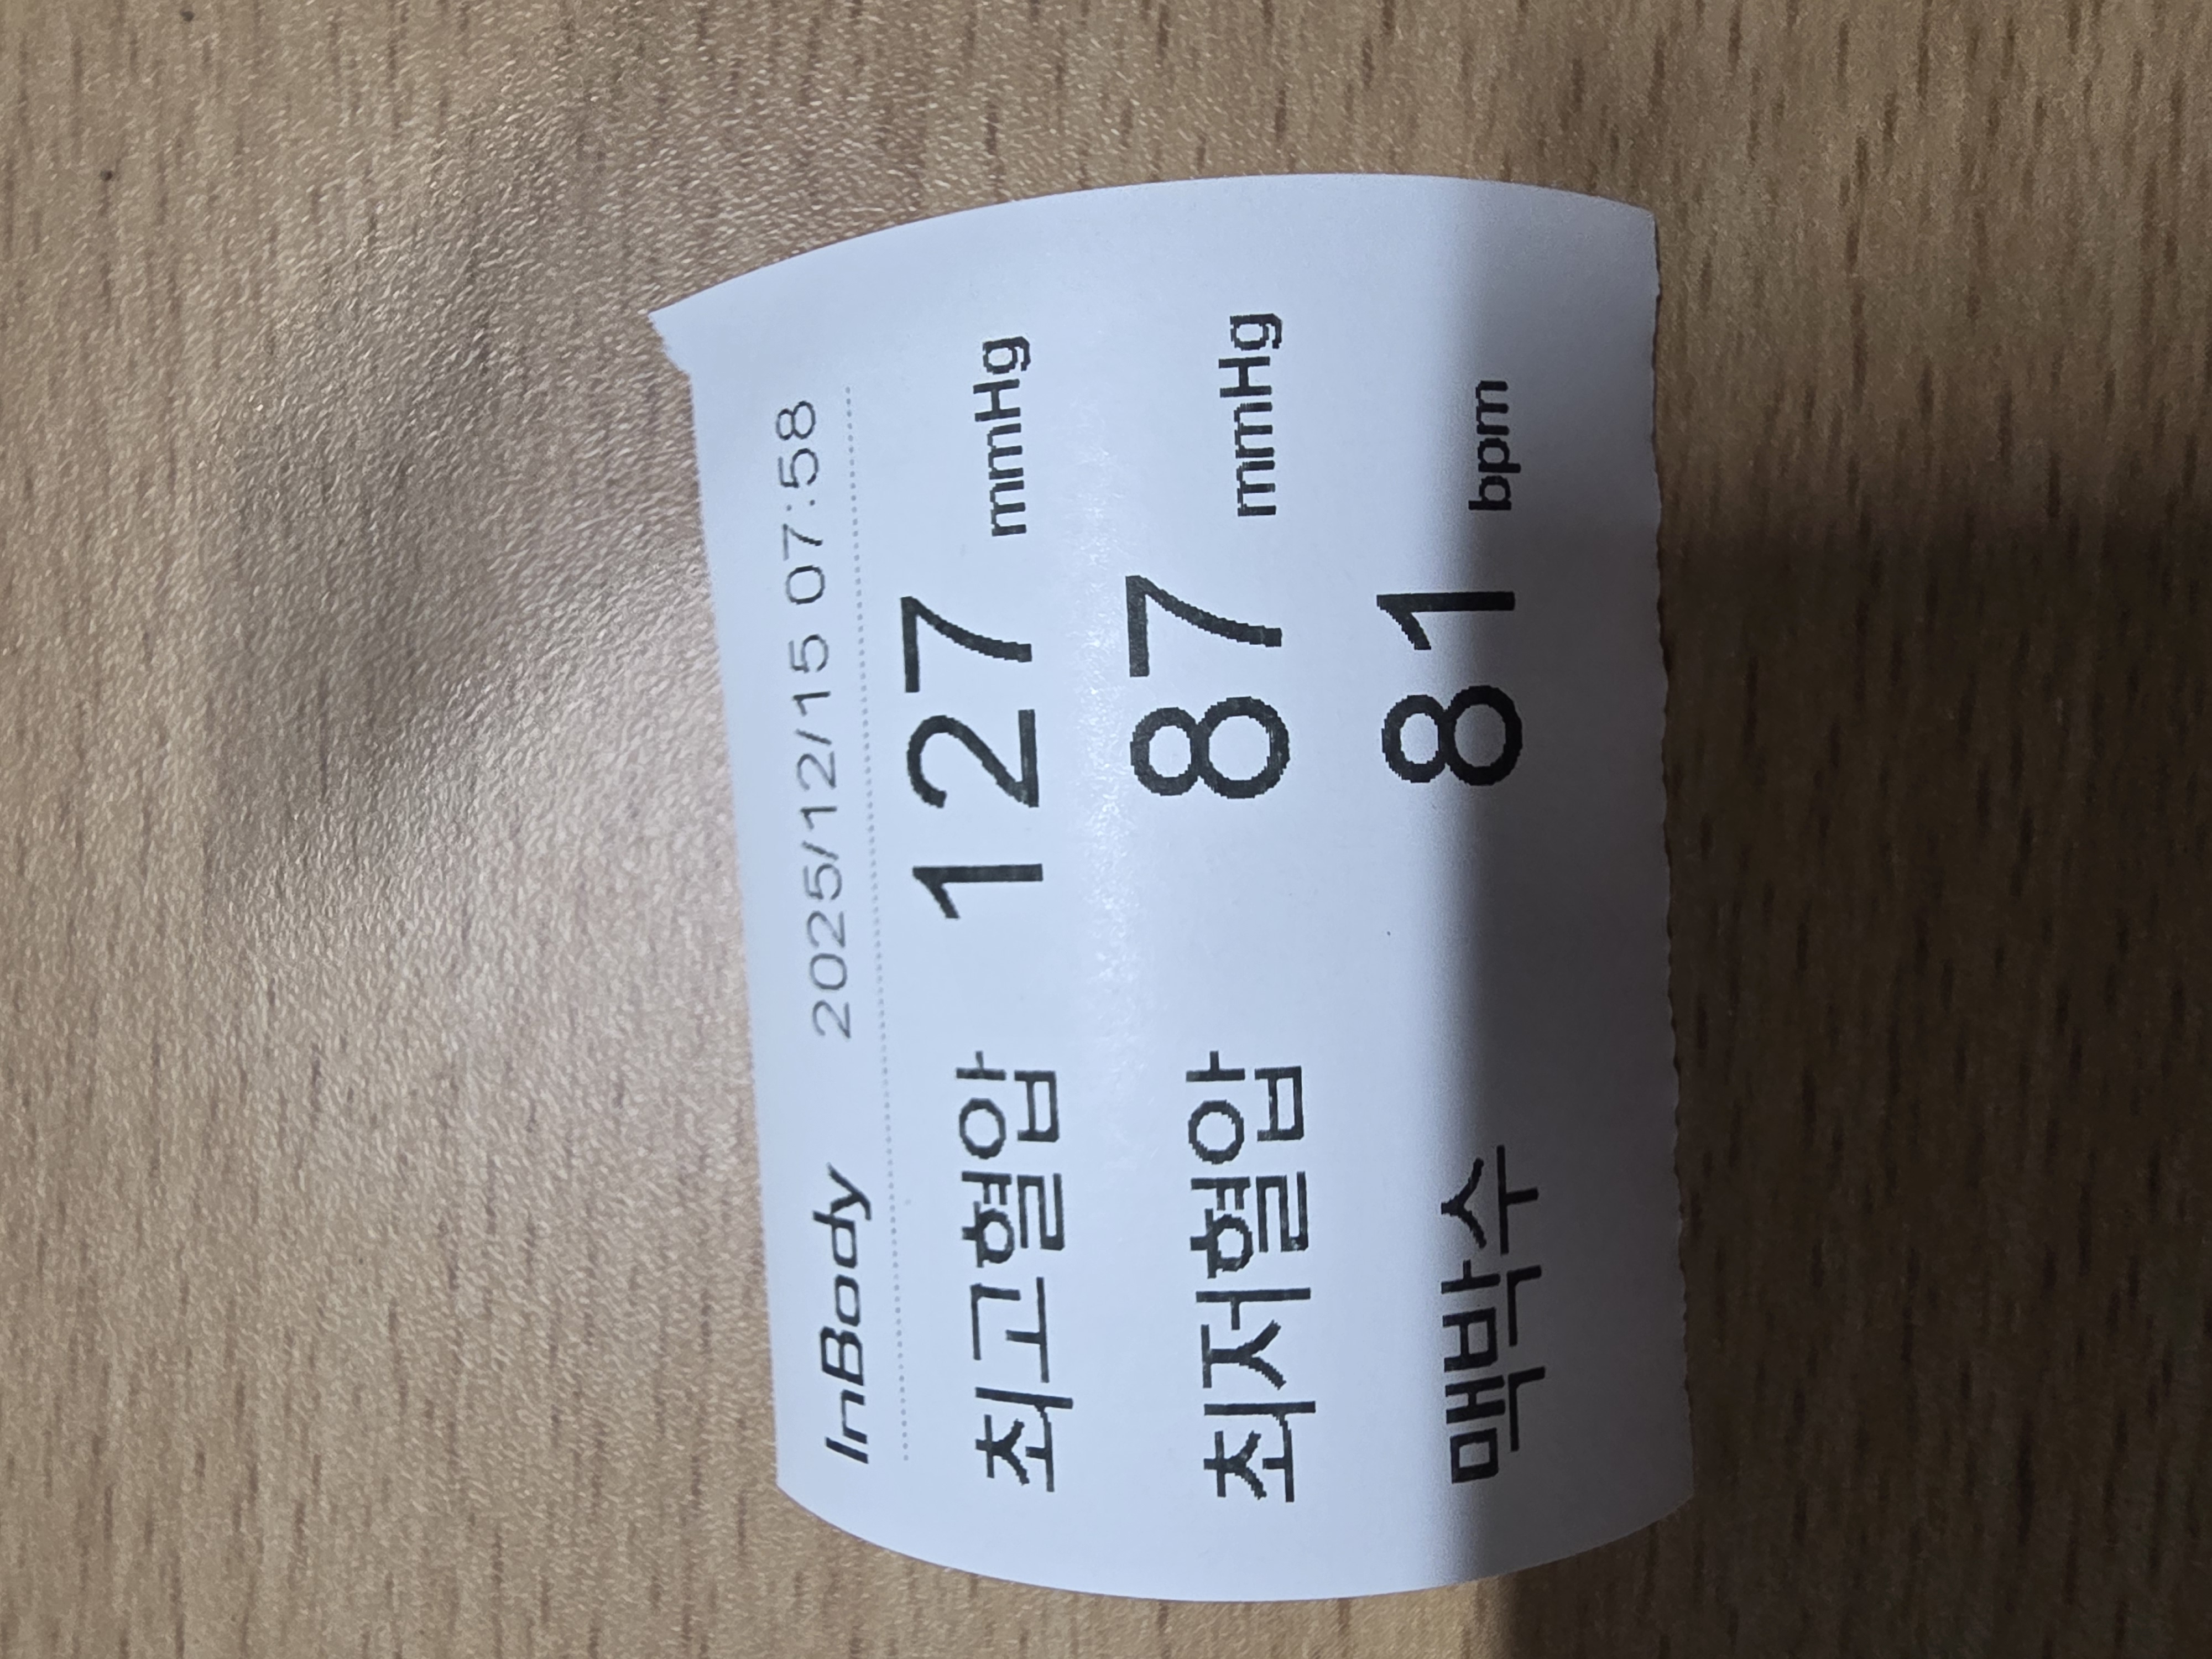 InBody 2025/12/15 07:58
최고혈압 127 mmHg
최저혈압 87 mmHg
맥박수 81 bpm